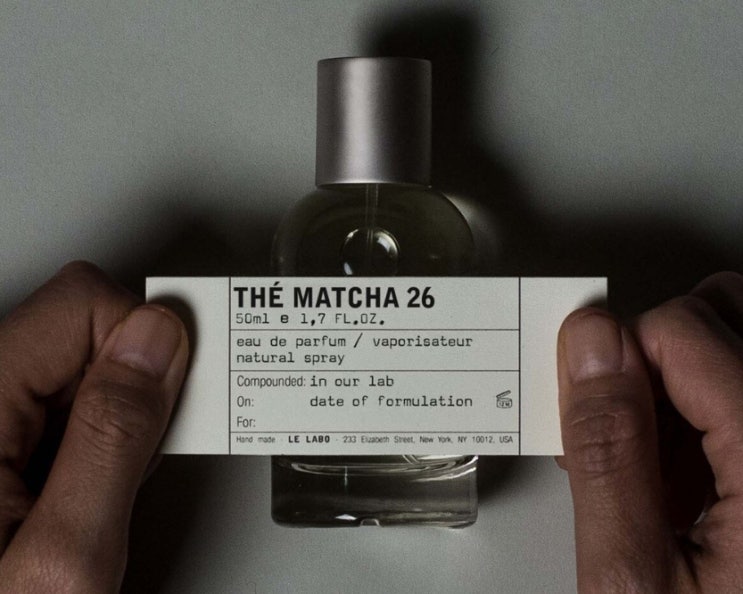 THÉ MATCHA 26
50ml e 1,7 FL.OZ.
eau de parfum / vaporisateur
natural spray
Compounded: in our lab
On: date of formulation
For:
Hand made - LE LABO - 233 Elizabeth Street, New York, NY 10012, USA